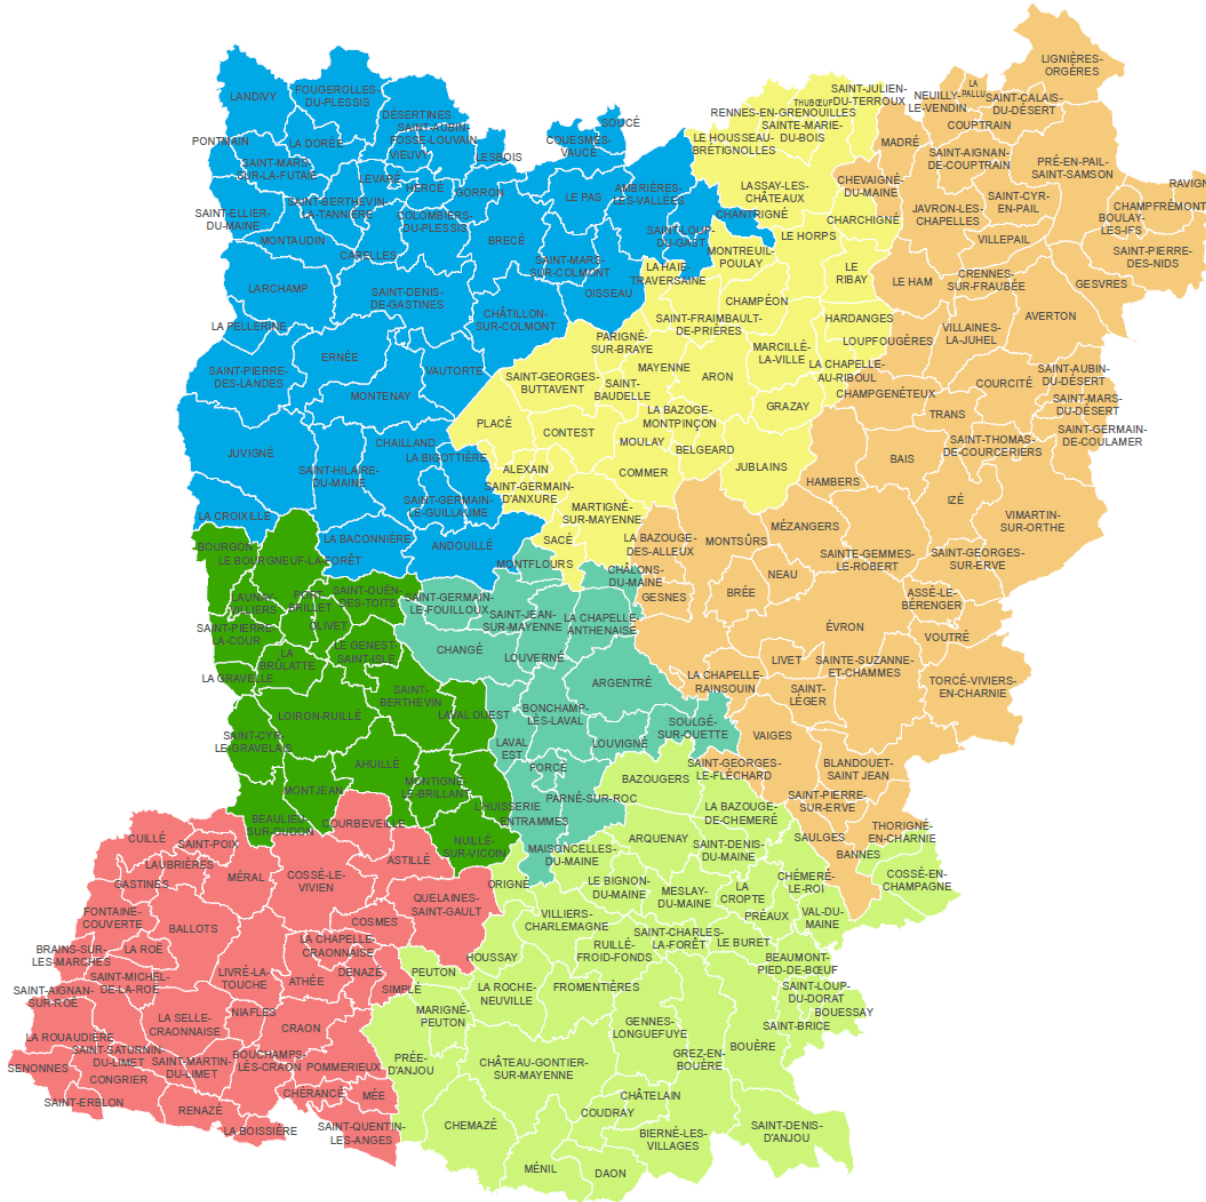 LIGNIÈRES-
ORGÈRES
LANDIVY
FOUGEROLLES-
DU-PLESSIS
DÉSERTINES
SAINT-AUBIN-
FOSSE-LOUVAIN
PONTMAIN
LA DORÉE
VIEUVY
LESBOIS
SOUCÉ
COUESMES-
VAUCÉ
RENNES-EN-GRENOUILLES
THUBŒUF
SAINT-JULIEN-
DU-TERROUX
NEUILLY-
LE-VENDIN
LA
PALLU
SAINT-CALAIS-
DU-DÉSERT
COUPTRAIN
LE HOUSSEAU-
BRÉTIGNOLLES
SAINTE-MARIE-
DU-BOIS
MADRÉ
SAINT-AIGNAN-
DE-COUPTRAIN
PRÉ-EN-PAIL-
SAINT-SAMSON
RAVIGN
SAINT-MARS-
SUR-LA-FUTAIE
LEVARÉ
HERCÉ
GORRON
LE PAS
AMBRIÈRES-
LES-VALLÉES
LASSAY-LES-
CHÂTEAUX
CHEVAIGNÉ-
DU-MAINE
SAINT-CYR-
EN-PAIL
CHAMPFRÉMONT
SAINT-ELLIER-
DU-MAINE
SAINT-BERTHEVIN-
LA-TANNIÈRE
COLOMBIERS-
DU-PLESSIS
CHANTRIGNÉ
CHARCHIGNÉ
JAVRON-LES-
CHAPELLES
BOULAY-
LES-IFS
MONTAUDIN
CARELLES
BRECÉ
SAINT-LOUP-
DU-GAST
LE HORPS
VILLEPAIL
SAINT-PIERRE-
DES-NIDS
SAINT-MARS-
SUR-COLMONT
MONTREUIL-
POULAY
LA HAIE-
TRAVERSAINE
LE
RIBAY
LE HAM
CRENNES-
SUR-FRAUBÉE
GESVRES
LARCHAMP
SAINT-DENIS-
DE-GASTINES
OISSEAU
CHAMPÉON
CHÂTILLON-
SUR-COLMONT
SAINT-FRAIMBAULT-
DE-PRIÈRES
HARDANGES
AVERTON
LA PELLERINE
ERNÉE
PARIGNÉ-
SUR-BRAYE
MARCILLÉ-
LA-VILLE
LOUPFOUGÈRES
VILLAINES-
LA-JUHEL
SAINT-PIERRE-
DES-LANDES
VAUTORTE
SAINT-GEORGES-
BUTTAVENT
MAYENNE
ARON
LA CHAPELLE-
AU-RIBOUL
COURCITÉ
SAINT-AUBIN-
DU-DÉSERT
MONTENAY
SAINT-
BAUDELLE
CHAMPGENÉTEUX
SAINT-MARS-
DU-DÉSERT
PLACÉ
CONTEST
LA BAZOGE-
MONTPINÇON
GRAZAY
TRANS
SAINT-GERMAIN-
DE-COULAMER
JUVIGNÉ
CHAILLAND
LA BIGOTTIÈRE
MOULAY
BELGEARD
SAINT-THOMAS-
DE-COURCERIERS
SAINT-HILAIRE-
DU-MAINE
ALEXAIN
COMMER
JUBLAINS
BAIS
HAMBERS
SAINT-GERMAIN-
D'ANXURE
IZÉ
SAINT-GERMAIN-
LE-GUILLAUME
MARTIGNÉ-
SUR-MAYENNE
VIMARTIN-
SUR-ORTHE
LA CROIXILLE
LA BACONNIÈRE
ANDOUILLÉ
SACÉ
LA BAZOUGE-
DES-ALLEUX
MONTSÛRS
MÉZANGERS
BOURGON
LE BOURGNEUF-LA-FORÊT
MONTFLOURS
CHÂLONS-
DU-MAINE
SAINTE-GEMMES-
LE-ROBERT
SAINT-GEORGES-
SUR-ERVE
NEAU
GESNES
BRÉE
LAUNAY-
VILLIERS
PORT-
BRILLET
SAINT-OUËN-
DES-TOITS
SAINT-GERMAIN-
LE-FOUILLOUX
SAINT-JEAN-
SUR-MAYENNE
LA CHAPELLE-
ANTHENAISE
ASSÉ-LE-
BÉRENGER
SAINT-PIERRE-
LA-COUR
OLIVET
ÉVRON
VOUTRÉ
LE GENEST-
SAINT-ISLE
CHANGÉ
LOUVERNÉ
LIVET
SAINTE-SUZANNE-
ET-CHAMMES
LA
BRÛLATTE
LA GRAVELLE
ARGENTRÉ
LA CHAPELLE-
RAINSOUIN
SAINT-
LÉGER
TORCÉ-VIVIERS-
EN-CHARNIE
SAINT-
BERTHEVIN
LOIRON-RUILLÉ
LAVAL OUEST
BONCHAMP-
LÈS-LAVAL
SOULGÉ-
SUR-OUETTE
VAIGES
SAINT-CYR-
LE-GRAVELAIS
LAVAL
EST
LOUVIGNÉ
AHUILLÉ
FORCÉ
SAINT-GEORGES-
LE-FLÉCHARD
BLANDOUET-
SAINT JEAN
BAZOUGERS
MONTJEAN
MONTIGNÉ-
LE-BRILLANT
PARNÉ-SUR-ROC
SAINT-PIERRE-
SUR-ERVE
L'HUISSERIE
LA BAZOUGE-
DE-CHEMERÉ
BEAULIEU-
SUR-OUDON
COURBEVEILLE
ENTRAMMES
THORIGNÉ-
EN-CHARNIE
CUILLÉ
SAINT-POIX
NUILLÉ-
SUR-VICOIN
ARQUENAY
SAINT-DENIS-
DU-MAINE
SAULGES
BANNES
LAUBRIÈRES
ASTILLÉ
MAISONCELLES-
DU-MAINE
MÉRAL
COSSÉ-LE-
VIVIEN
ORIGNÉ
LE BIGNON-
DU-MAINE
CHÉMERÉ-
LE-ROI
COSSÉ-EN-
CHAMPAGNE
GASTINES
QUELAINES-
SAINT-GAULT
MESLAY-
DU-MAINE
LA
CROPTE
FONTAINE-
COUVERTE
BALLOTS
COSMES
VILLIERS-
CHARLEMAGNE
PRÉAUX
VAL-DU-
MAINE
LA ROË
LA CHAPELLE-
CRAONNAISE
SAINT-CHARLES-
LA-FORÊT
LE BURET
BRAINS-SUR-
LES-MARCHES
RUILLÉ-
FROID-FONDS
HOUSSAY
BEAUMONT-
PIED-DE-BŒUF
SAINT-MICHEL-
DE-LA-ROË
LIVRÉ-LA-
TOUCHE
ATHÉE
DENAZÉ
PEUTON
SIMPLÉ
LA ROCHE-
NEUVILLE
FROMENTIÈRES
SAINT-LOUP-
DU-DORAT
SAINT-AIGNAN-
SUR-ROË
BOUESSAY
LA SELLE-
CRAONNAISE
NIAFLES
CRAON
MARIGNÉ-
PEUTON
GENNES-
LONGUEFUYE
SAINT-BRICE
LA ROUAUDIÈRE
BOUÈRE
SAINT-SATURNIN-
DU-LIMET
SAINT-MARTIN-
DU-LIMET
BOUCHAMPS-
LÈS-CRAON
POMMERIEUX
PRÉE-
D'ANJOU
CHÂTEAU-GONTIER-
SUR-MAYENNE
GREZ-EN-
BOUÈRE
SENONNES
CONGRIER
CHÉRANCÉ
MÉE
CHÂTELAIN
SAINT-ERBLON
RENAZÉ
COUDRAY
LA BOISSIÈRE
SAINT-QUENTIN-
LES-ANGES
CHEMAZÉ
BIERNÉ-LES-
VILLAGES
SAINT-DENIS-
D'ANJOU
MÉNIL
DAON